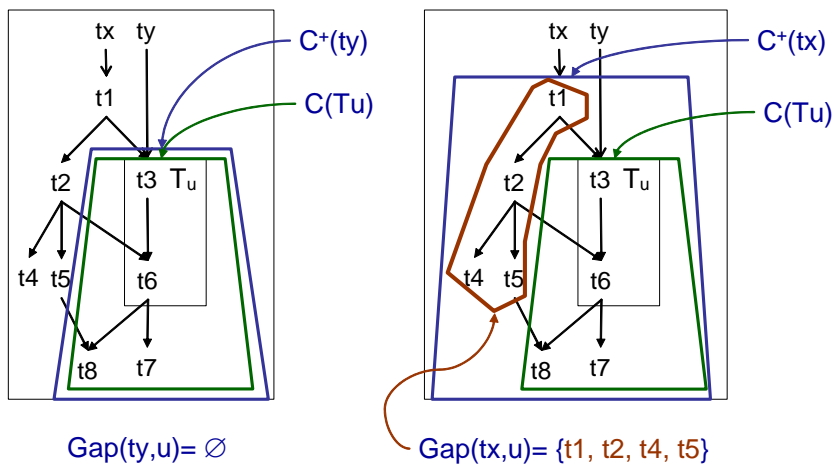 tx ty
C⁺(ty)
t1
C(Tu)
t2 t3 Tᵤ
t4 t5 t6
t8 t7
Gap(ty,u)= ∅
tx ty
C⁺(tx)
t1
C(Tu)
t2 t3 Tᵤ
t4 t5 t6
t8 t7
Gap(tx,u)= {t1, t2, t4, t5}